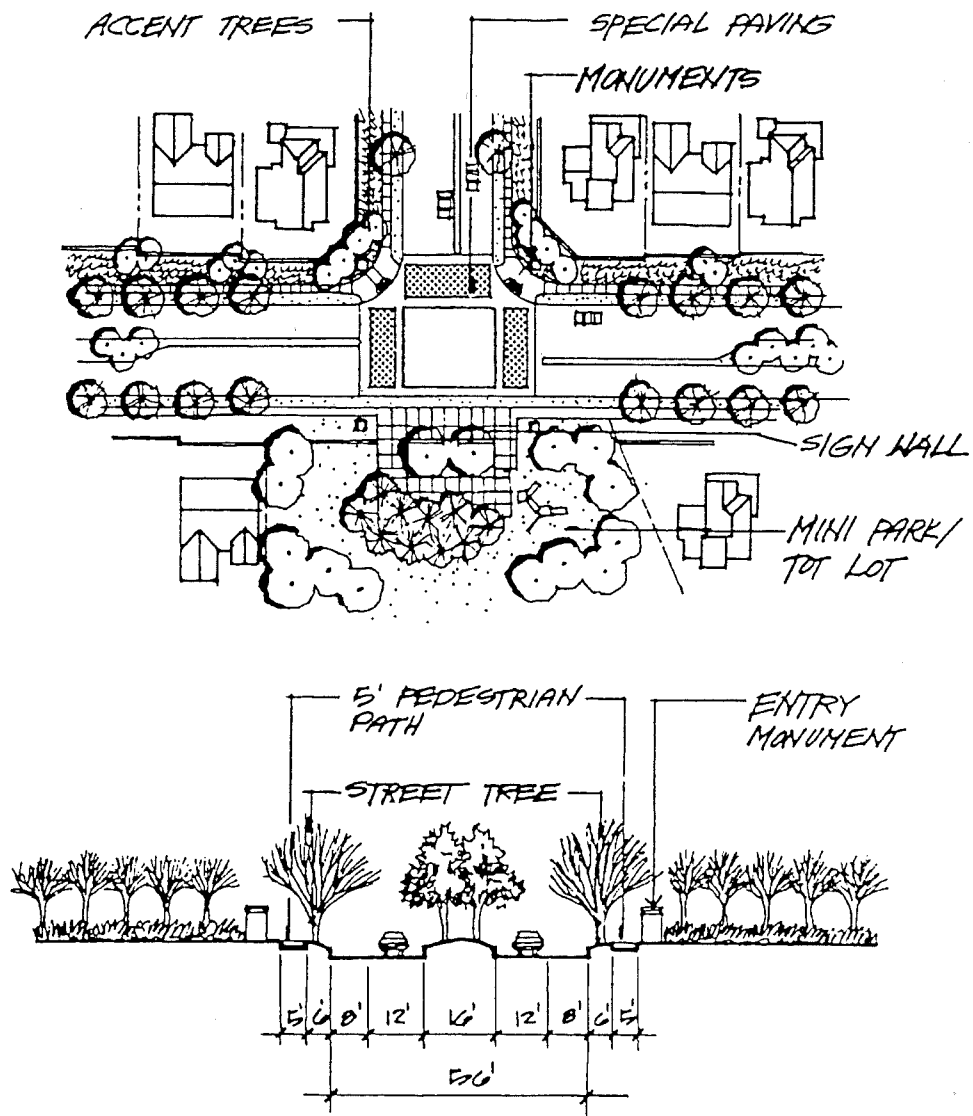 ACCENT TREES
SPECIAL PAVING
MONUMENTS
SIGN WALL
MINI PARK/
TOT LOT
5' PEDESTRIAN
PATH
ENTRY
MONUMENT
STREET TREE
5' 6' 8' 12' 16' 12' 8' 6' 5'
56'